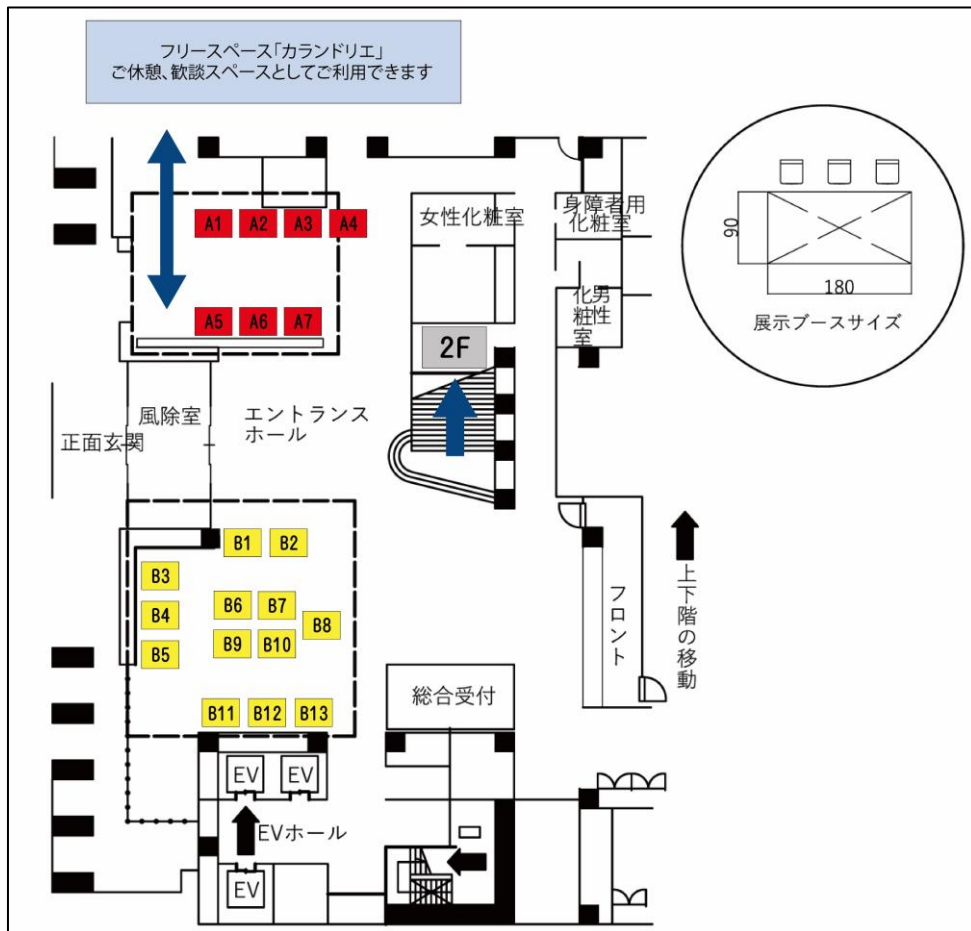 フリースペース「カランドリエ」
ご休憩、歓談スペースとしてご利用できます
A1
A2
A3
A4
A5
A6
A7
女性化粧室
身障者用
化粧室
男性
化粧室
2F
90
180
展示ブースサイズ
正面玄関
風除室
エントランス
ホール
B1
B2
B3
B4
B5
B6
B7
B8
B9
B10
B11
B12
B13
フロント
上下階の移動
総合受付
EV
EV
EVホール
EV